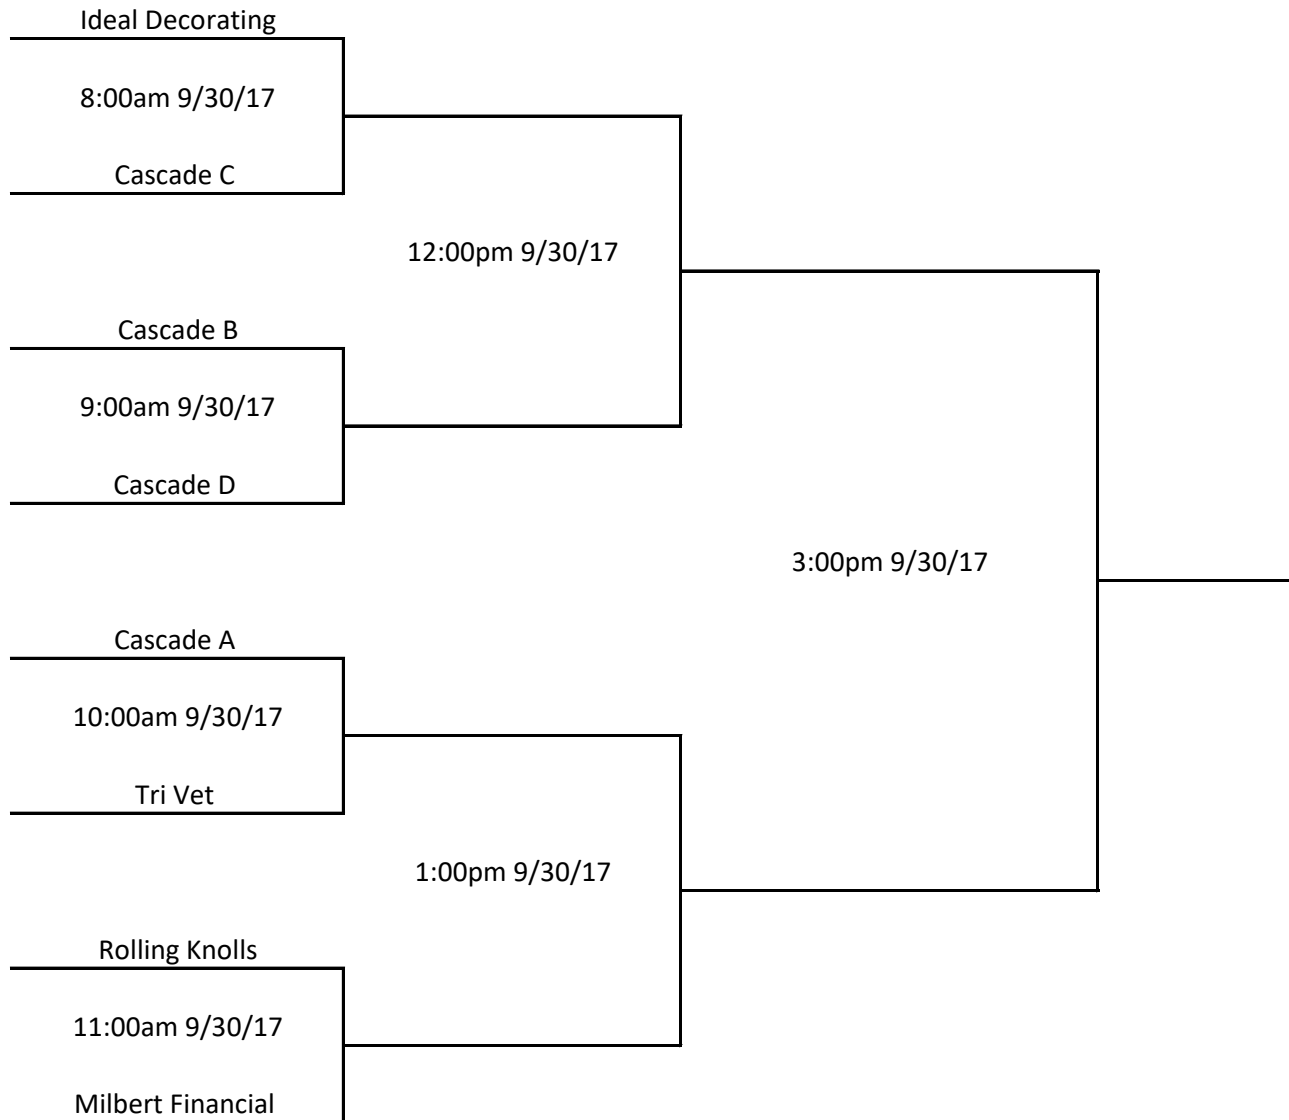 Ideal Decorating
8:00am 9/30/17
Cascade C
12:00pm 9/30/17
Cascade B
9:00am 9/30/17
Cascade D
3:00pm 9/30/17
Cascade A
10:00am 9/30/17
Tri Vet
1:00pm 9/30/17
Rolling Knolls
11:00am 9/30/17
Milbert Financial